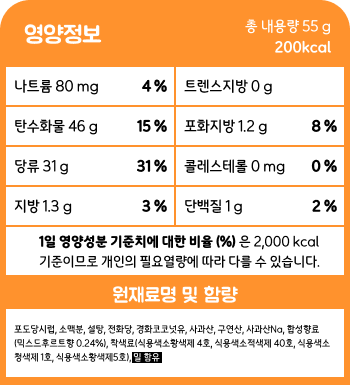 영양정보
총 내용량 55 g
200kcal
나트륨 80 mg 4 % 트렌스지방 0 g
탄수화물 46 g 15 % 포화지방 1.2 g 8 %
당류 31 g 31 % 콜레스테롤 0 mg 0 %
지방 1.3 g 3 % 단백질 1 g 2 %
1일 영양성분 기준치에 대한 비율 (%) 은 2,000 kcal
기준이므로 개인의 필요열량에 따라 다를 수 있습니다.
원재료명 및 함량
포도당시럽, 소맥분, 설탕, 전화당, 경화코코넛유, 사과산, 구연산, 사과산Na, 합성향료
(믹스드후르트향 0.24%), 착색료(식용색소황색제 4호, 식용색소적색제 40호, 식용색소
청색제 1호, 식용색소황색제5호), 밀 함유